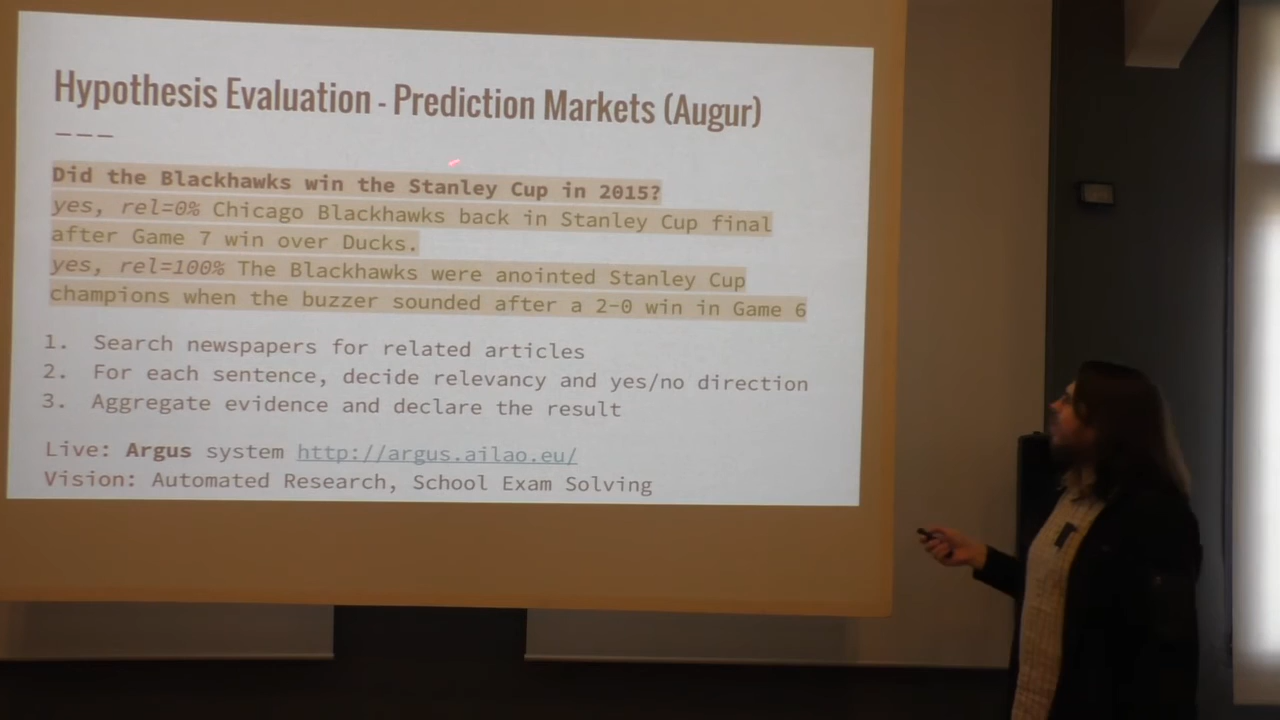 Hypothesis Evaluation - Prediction Markets (Augur)
———
Did the Blackhawks win the Stanley Cup in 2015?
yes, rel=0% Chicago Blackhawks back in Stanley Cup final
after Game 7 win over Ducks.
yes, rel=100% The Blackhawks were anointed Stanley Cup
champions when the buzzer sounded after a 2-0 win in Game 6
1. Search newspapers for related articles
2. For each sentence, decide relevancy and yes/no direction
3. Aggregate evidence and declare the result
Live: Argus system http://argus.ailao.eu/
Vision: Automated Research, School Exam Solving